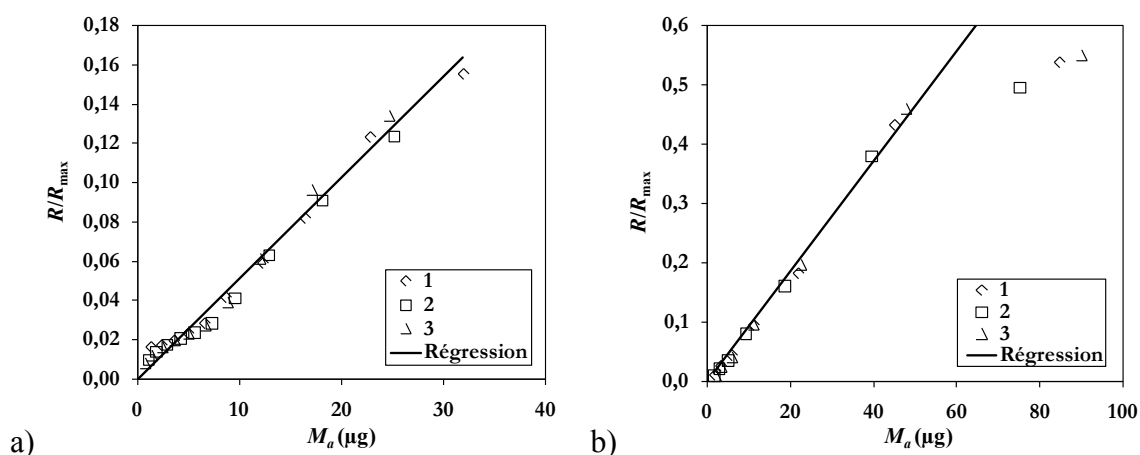 0,18
0,16
0,14
0,12
0,10
0,08
0,06
0,04
0,02
0,00
R/Rmax
0 10 20 30 40
Ma (µg)
1
2
3
Régression
a)
0,6
0,5
0,4
0,3
0,2
0,1
0,0
R/Rmax
0 20 40 60 80 100
Ma (µg)
1
2
3
Régression
b)